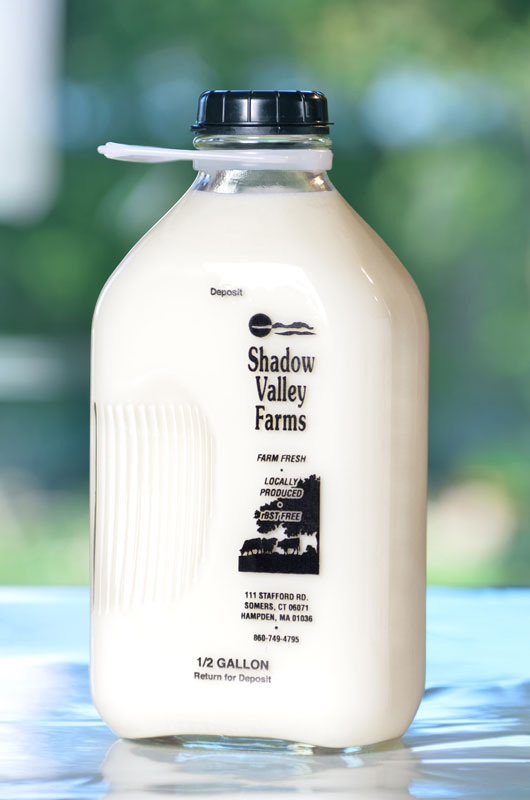 Deposit
Shadow
Valley
Farms
FARM FRESH
•
LOCALLY
PRODUCED
rBST FREE
111 STAFFORD RD.
SOMERS, CT 06071
HAMPDEN, MA 01036
•
860-749-4795
1/2 GALLON
Return for Deposit